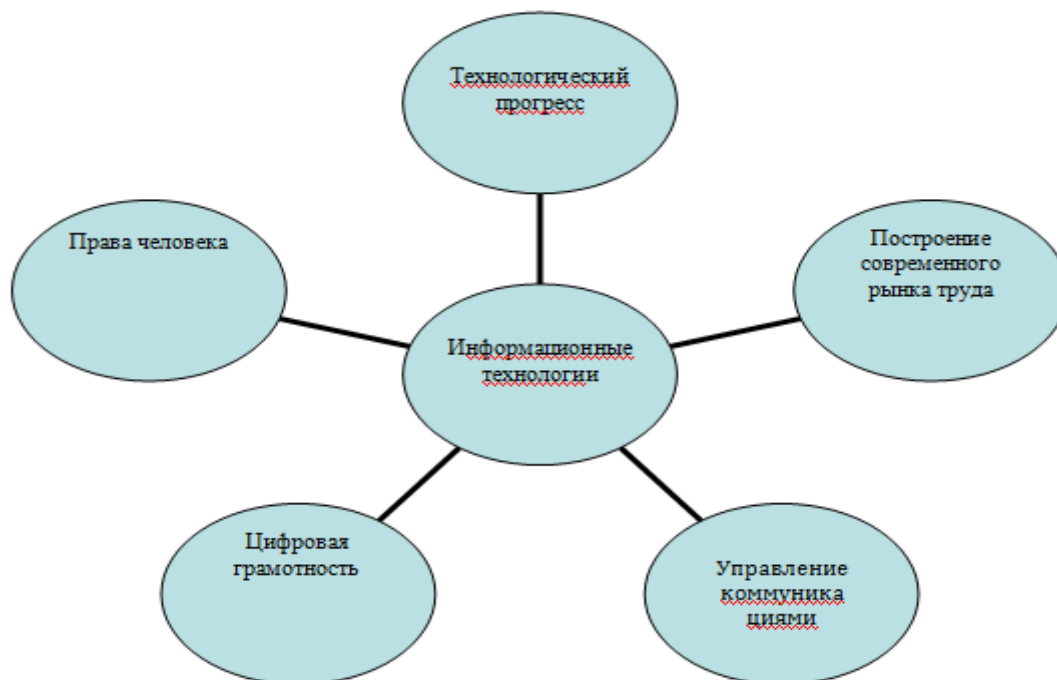 Технологический
прогресс
Права человека
Построение
современного
рынка труда
Информационные
технологии
Цифровая
грамотность
Управление
коммуника
циями